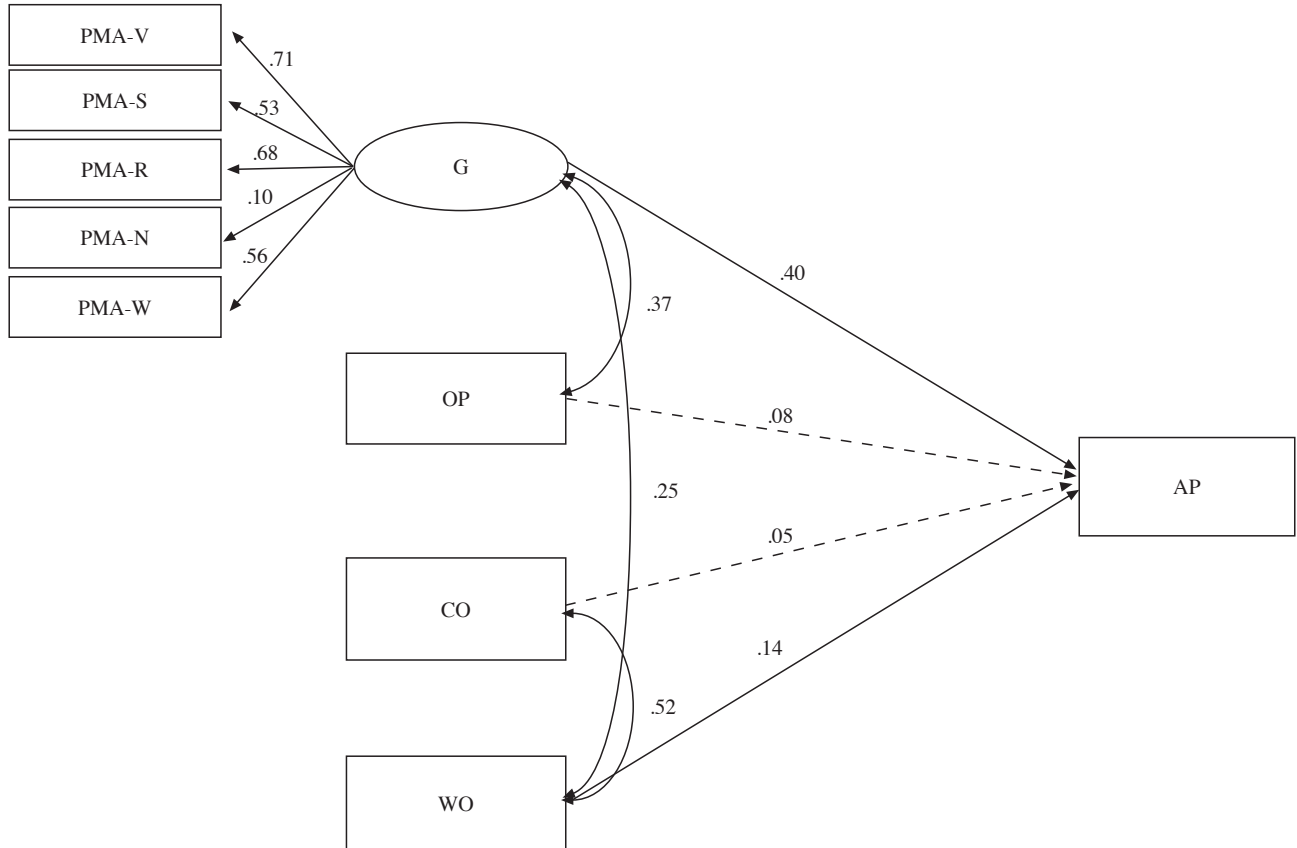 PMA-V
.71
PMA-S
.53
PMA-R
.68
G
.10
PMA-N
.56
PMA-W
.40
.37
OP
.08
.25
AP
.05
CO
.14
.52
WO